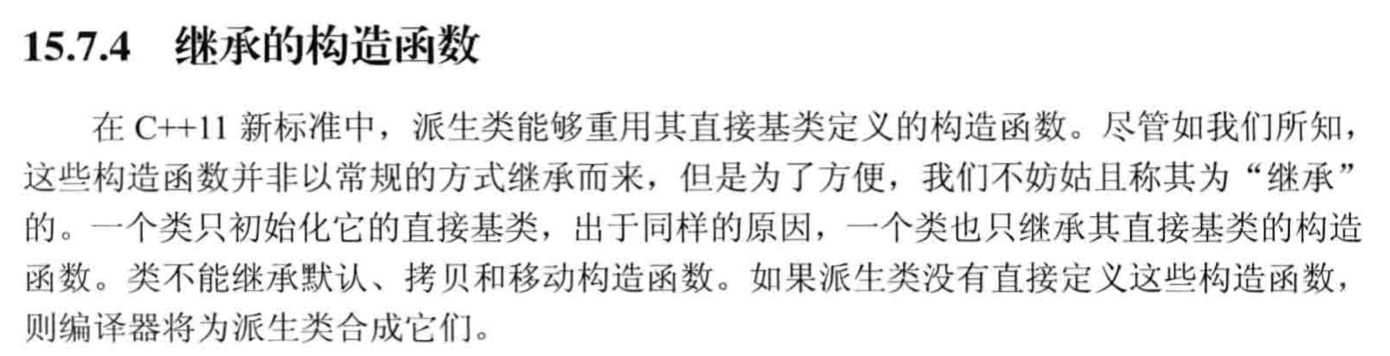 15.7.4 继承的构造函数
在 C++11 新标准中，派生类能够重用其直接基类定义的构造函数。尽管如我们所知，
这些构造函数并非以常规的方式继承而来，但是为了方便，我们不妨姑且称其为“继承”
的。一个类只初始化它的直接基类，出于同样的原因，一个类也只继承其直接基类的构造
函数。类不能继承默认、拷贝和移动构造函数。如果派生类没有直接定义这些构造函数，
则编译器将为派生类合成它们。